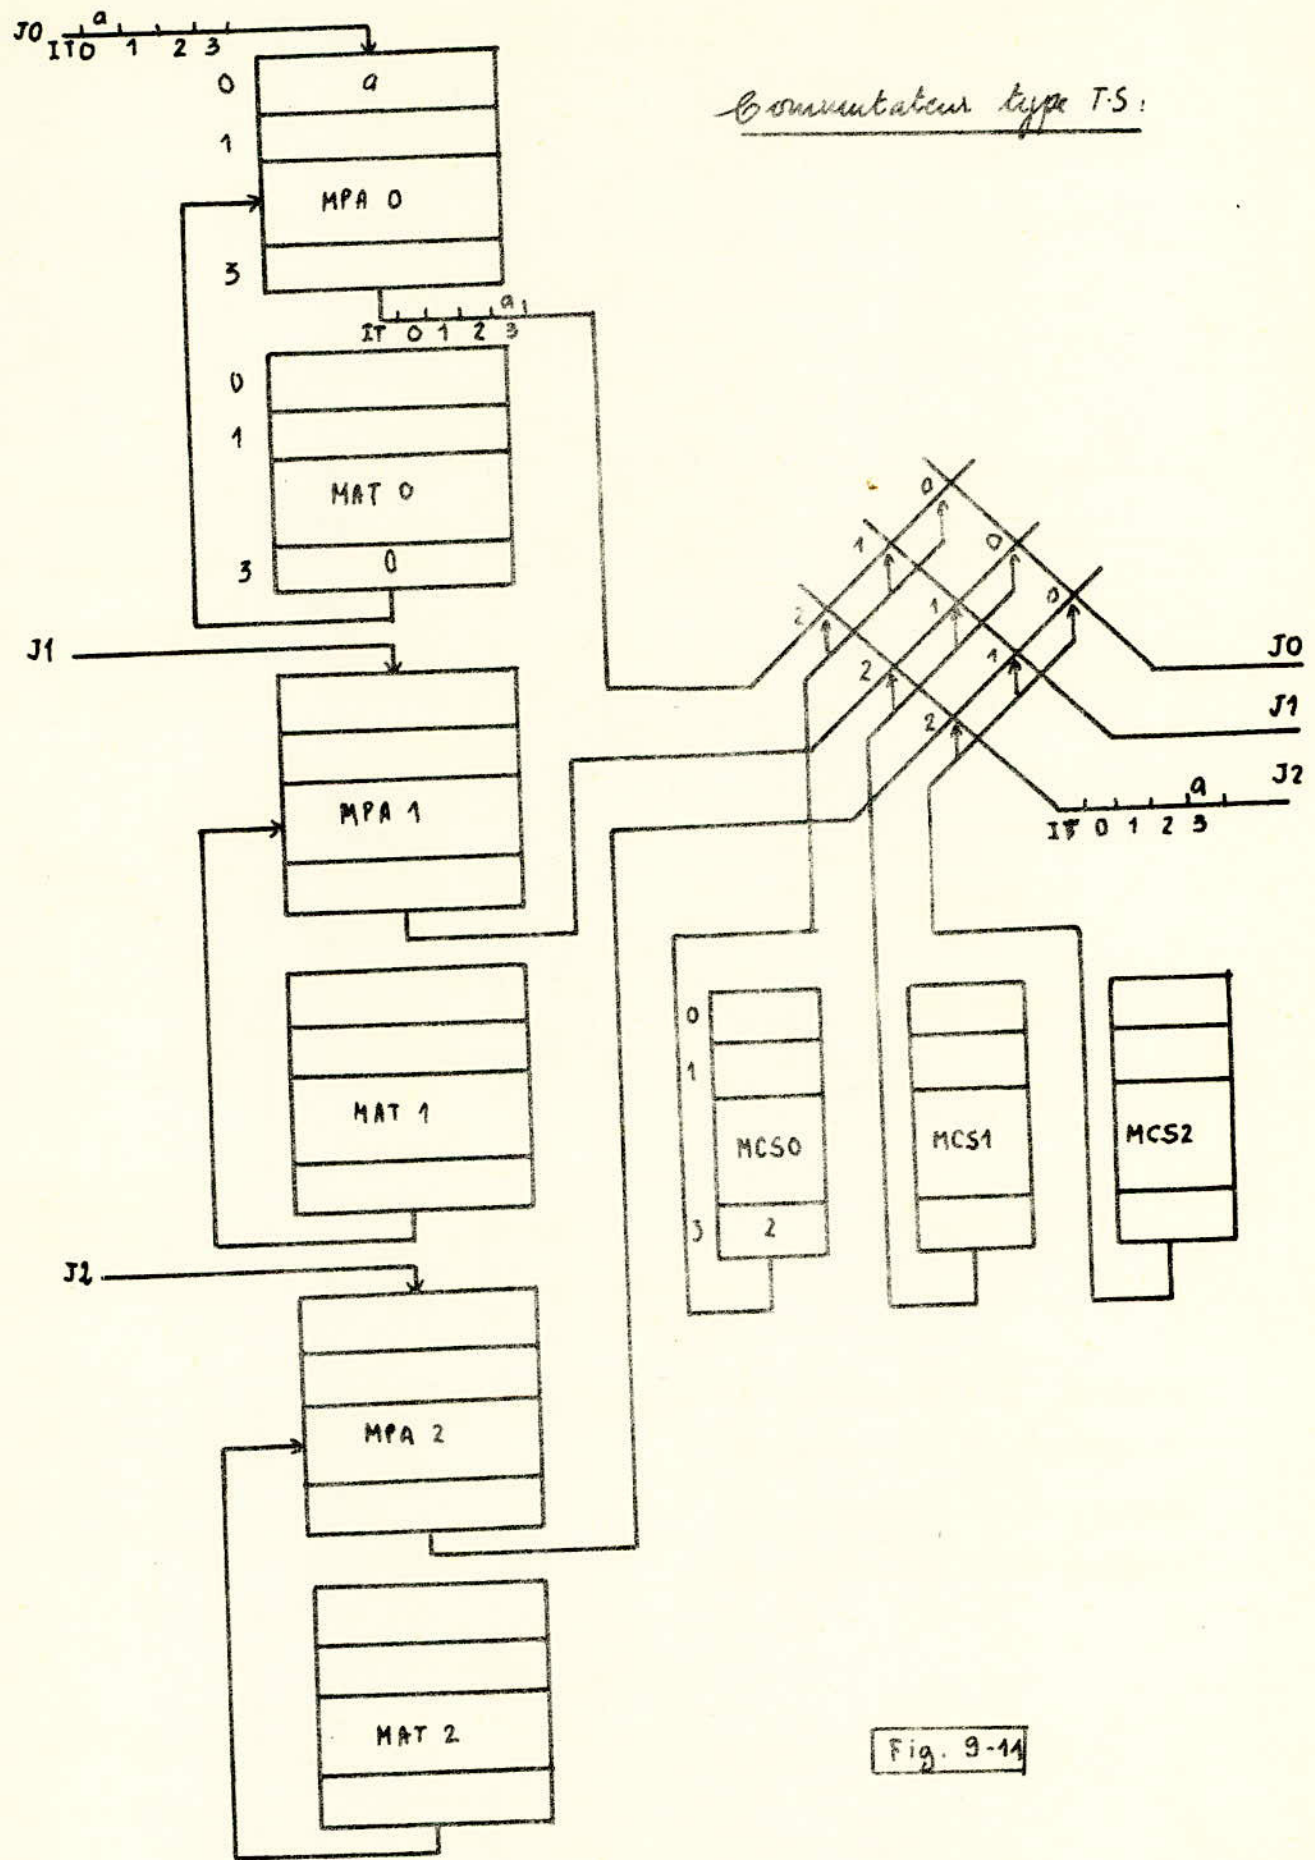 Commutateur type T.S:
J0
a
IT0 1 2 3
0 a
1
MPA 0
3
a
IT 0 1 2 3
0
1
MAT 0
3 0
J1
MPA 1
MAT 1
J2
MPA 2
MAT 2
0
1 0
2 1 0
2 1
2
J0
J1
J2
a
IT 0 1 2 3
0
1
MCS0
3 2
MCS1
MCS2
Fig. 9-11